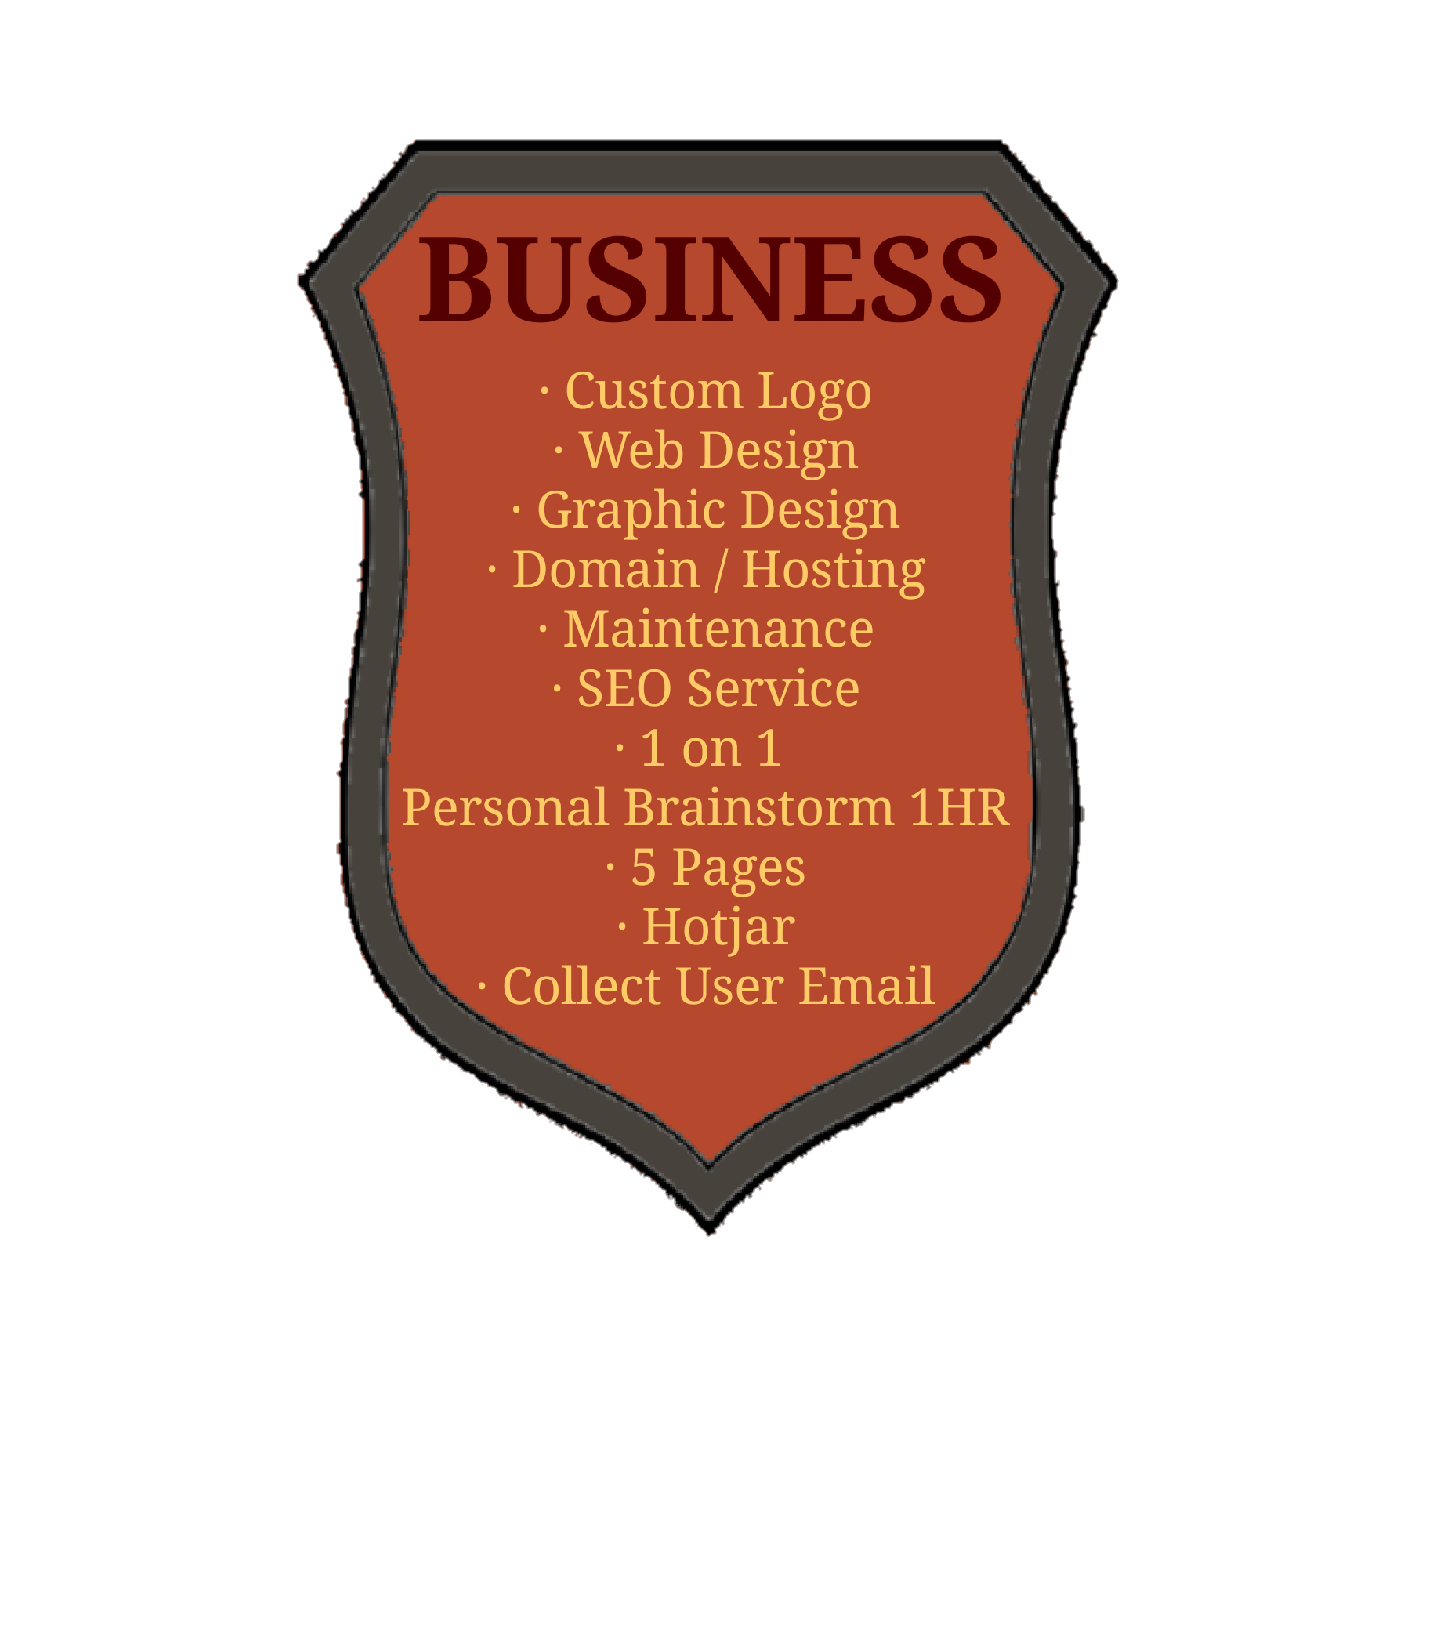 BUSINESS
· Custom Logo
· Web Design
· Graphic Design
· Domain / Hosting
· Maintenance
· SEO Service
· 1 on 1
Personal Brainstorm 1HR
· 5 Pages
· Hotjar
· Collect User Email